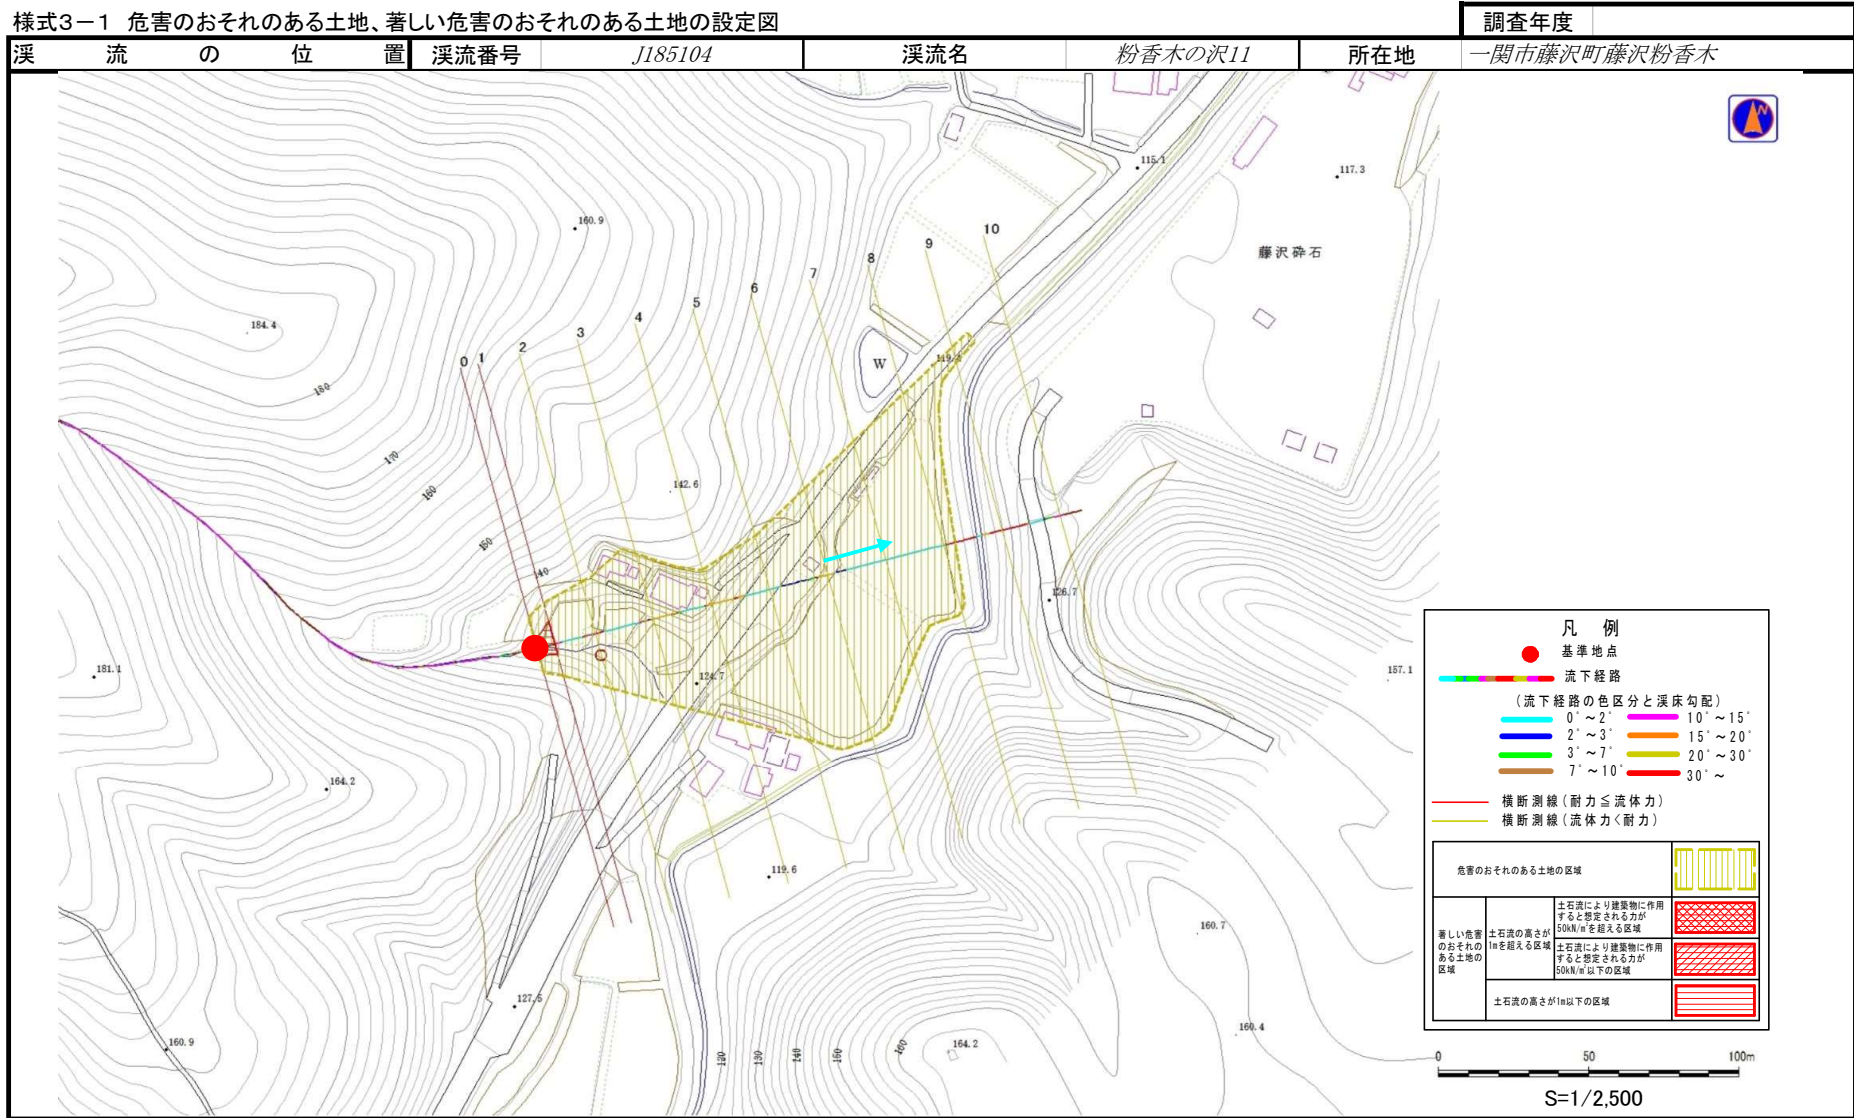 様式3－1 危害のおそれのある土地、著しい危害のおそれのある土地の設定図
調査年度
渓流の位置 渓流番号 J185104 渓流名 粉香木の沢11 所在地 一関市藤沢町藤沢粉香木
N
115.1
117.3
160.9
10
9
8
7
6
5
4
3
2
1
0
藤沢砕石
184.4
180
W
170
160
150
140
142.6
126.7
157.1
181.1
124.7
164.2
119.6
160.7
127.5
160.9
160.4
164.2
120
130
140
150
160
凡 例
基準地点
流下経路
(流下経路の色区分と渓床勾配)
0°～2° 10°～15°
2°～3° 15°～20°
3°～7° 20°～30°
7°～10° 30°～
横断測線(耐力≦流体力)
横断測線(流体力<耐力)
危害のおそれのある土地の区域
著しい危害のおそれのある土地の区域
土石流の高さが1mを超える区域
土石流により建築物に作用すると想定される力が50kN/㎡を超える区域
土石流により建築物に作用すると想定される力が50kN/㎡以下の区域
土石流の高さが1m以下の区域
0 50 100m
S=1/2,500